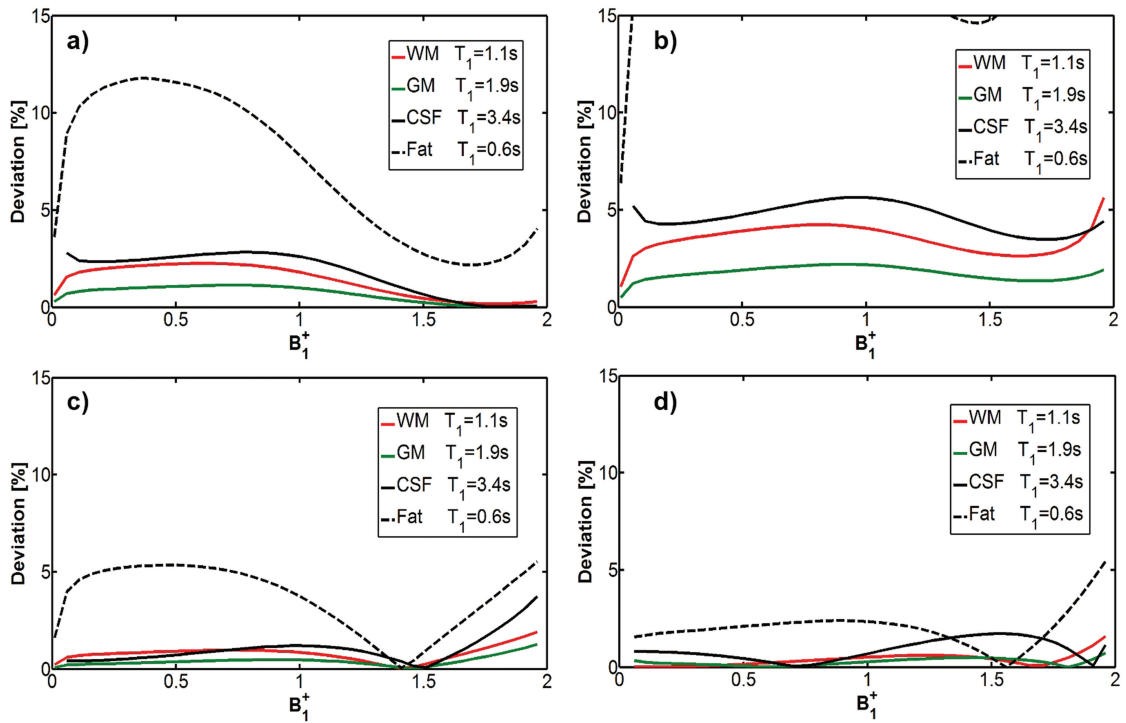 a)
15
10
5
0
Deviation [%]
WM T₁=1.1s
GM T₁=1.9s
CSF T₁=3.4s
Fat T₁=0.6s
0 0.5 1 1.5 2
B₁⁺
b)
15
10
5
0
Deviation [%]
WM T₁=1.1s
GM T₁=1.9s
CSF T₁=3.4s
Fat T₁=0.6s
0 0.5 1 1.5 2
B₁⁺
c)
15
10
5
0
Deviation [%]
WM T₁=1.1s
GM T₁=1.9s
CSF T₁=3.4s
Fat T₁=0.6s
0 0.5 1 1.5 2
B₁⁺
d)
15
10
5
0
Deviation [%]
WM T₁=1.1s
GM T₁=1.9s
CSF T₁=3.4s
Fat T₁=0.6s
0 0.5 1 1.5 2
B₁⁺